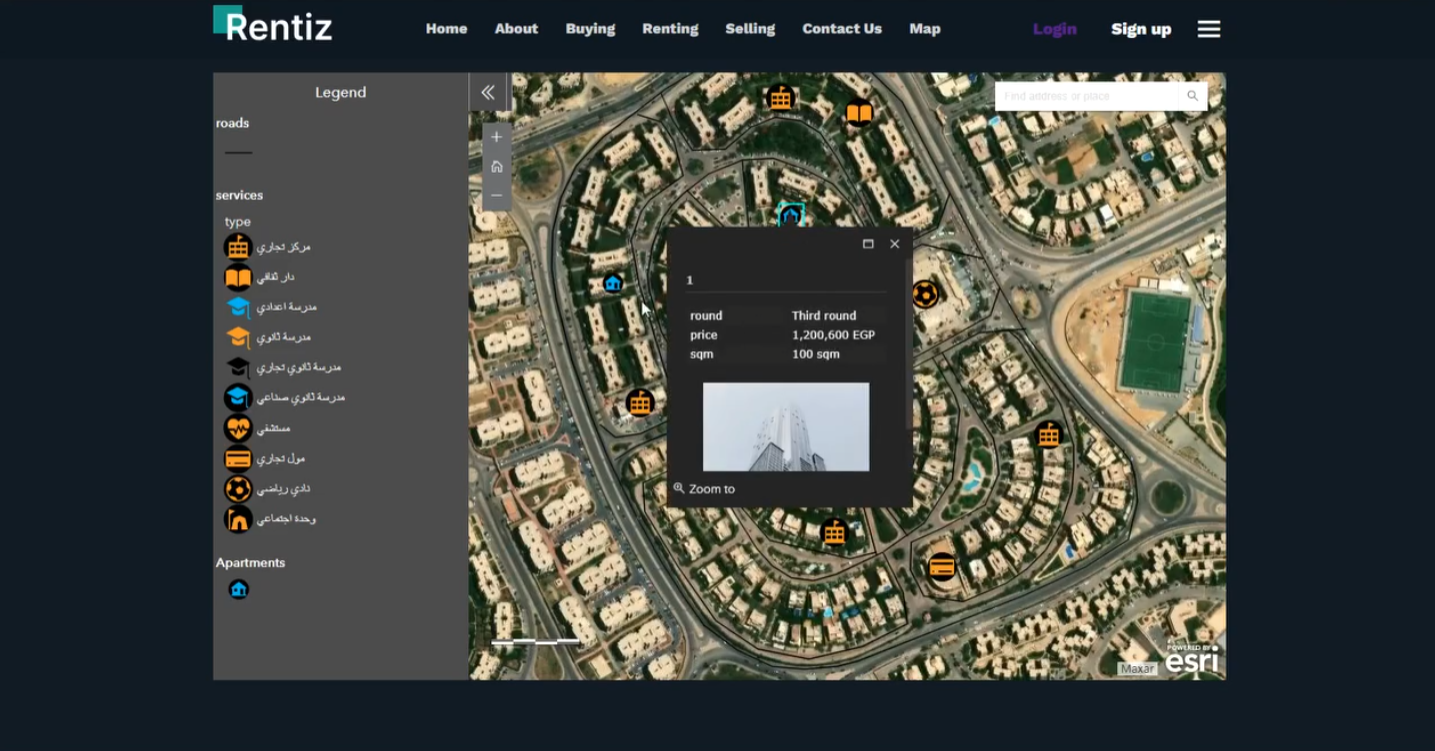 Rentiz
Home About Buying Renting Selling Contact Us Map Login Sign up
Legend
Find address or place
roads
services
type
مركز تجاري
دار ثقافي
مدرسة اعدادي
مدرسة ثانوي
مدرسة ثانوي تجاري
مدرسة ثانوي صناعي
مستشفي
مول تجاري
نادي رياضي
وحدة اجتماعي
Apartments
1
round Third round
price 1,200,600 EGP
sqm 100 sqm
Zoom to
POWERED BY
esri
Maxar